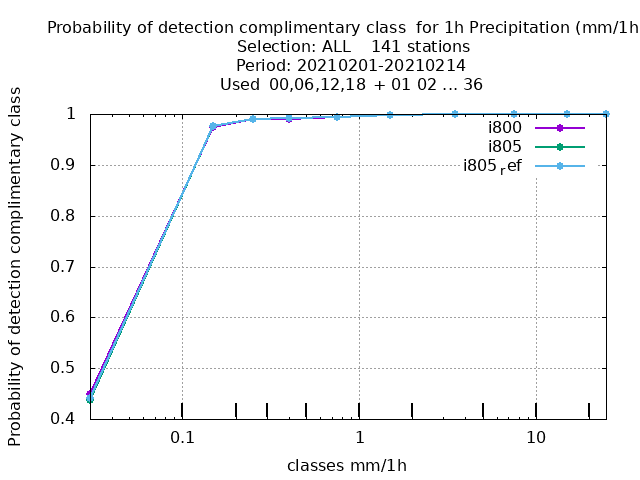 Probability of detection complimentary class  for 1h Precipitation (mm/1h
Selection: ALL    141 stations
Period: 20210201-20210214
Used  00,06,12,18  + 01 02 ... 36
Probability of detection complimentary class
1
0.9
0.8
0.7
0.6
0.5
0.4
i800
i805
i805ref
0.1
1
10
classes mm/1h